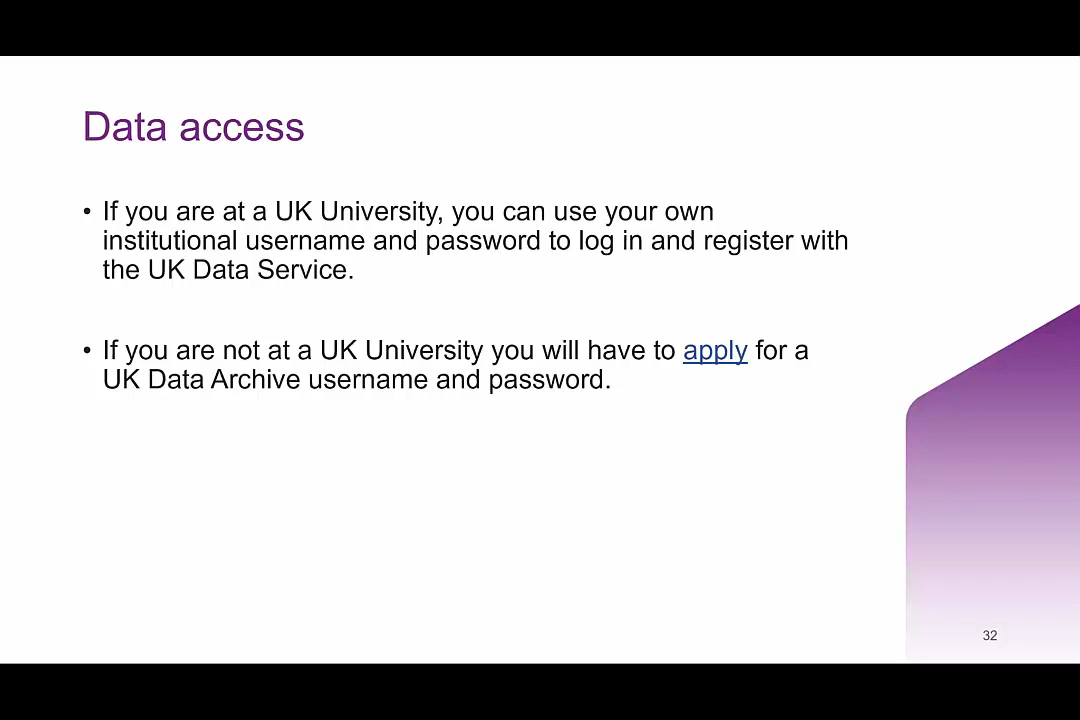 Data access
• If you are at a UK University, you can use your own
institutional username and password to log in and register with
the UK Data Service.
• If you are not at a UK University you will have to apply for a
UK Data Archive username and password.
32